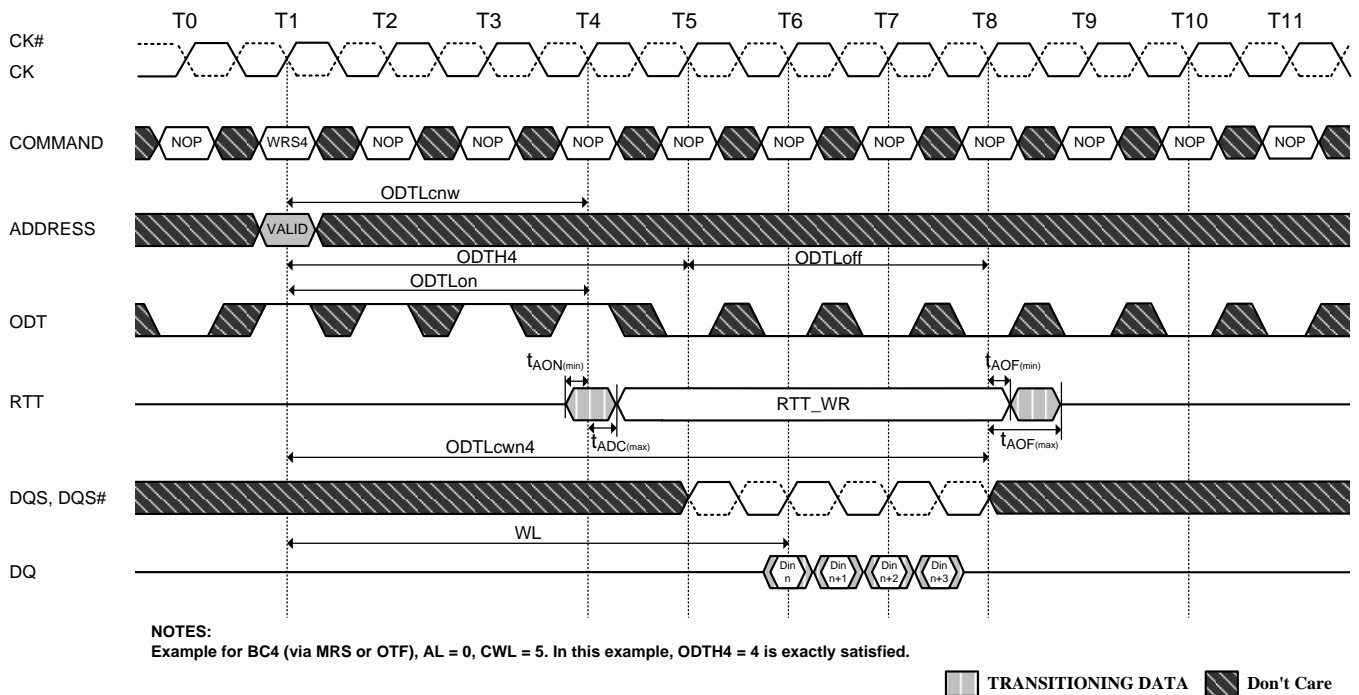 T0 T1 T2 T3 T4 T5 T6 T7 T8 T9 T10 T11
CK#
CK
COMMAND NOP WRS4 NOP NOP NOP NOP NOP NOP NOP NOP NOP NOP
ODTLcnw
ADDRESS VALID
ODTH4 ODTLoff
ODTLon
ODT
tAON(min) tAOF(min)
RTT RTT_WR
tADC(max) tAOF(max)
ODTLcwn4
DQS, DQS#
WL
DQ Din n Din n+1 Din n+2 Din n+3
NOTES:
Example for BC4 (via MRS or OTF), AL = 0, CWL = 5. In this example, ODTH4 = 4 is exactly satisfied.
TRANSITIONING DATA Don't Care